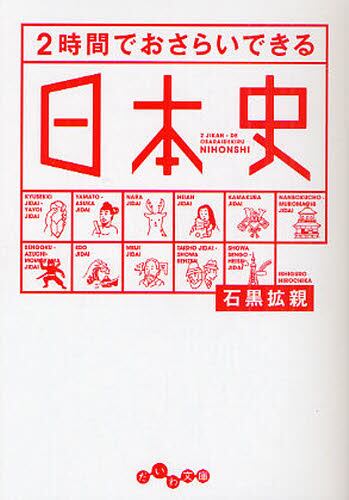 2時間でおさらいできる
日本史
2 JIKAN・DE
OSARAIDEKIRU
NIHONSHI
KYUSEKKI
JIDAI・
YAYOI
JIDAI
YAMATO・
ASUKA
JIDAI
NARA
JIDAI
HEIAN
JIDAI
KAMAKURA
JIDAI
NANBOKUCHO・
MUROMACHI
JIDAI
SENGOKU・
AZUCHI-
MOMOYAMA
JIDAI
EDO
JIDAI
MEIJI
JIDAI
TAISHO JIDAI・
SHOWA
SENZEN
SHOWA
SENGO・
HEISEI
JIDAI
ISHIGURO
HIROCHIKA
石黒拡親
だいわ文庫